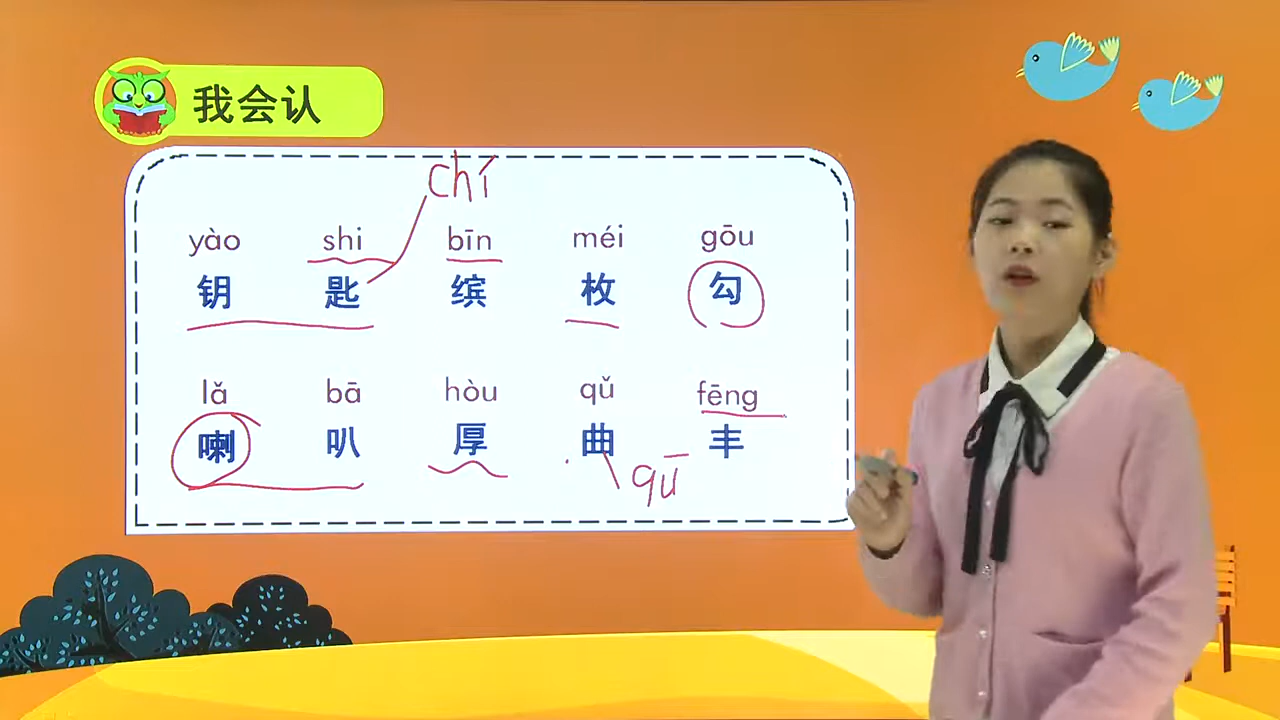 我会认
chí
yào shi bīn méi gōu
钥 匙 缤 枚 勾
lǎ bā hòu qǔ fēng
喇 叭 厚 曲 丰
qū